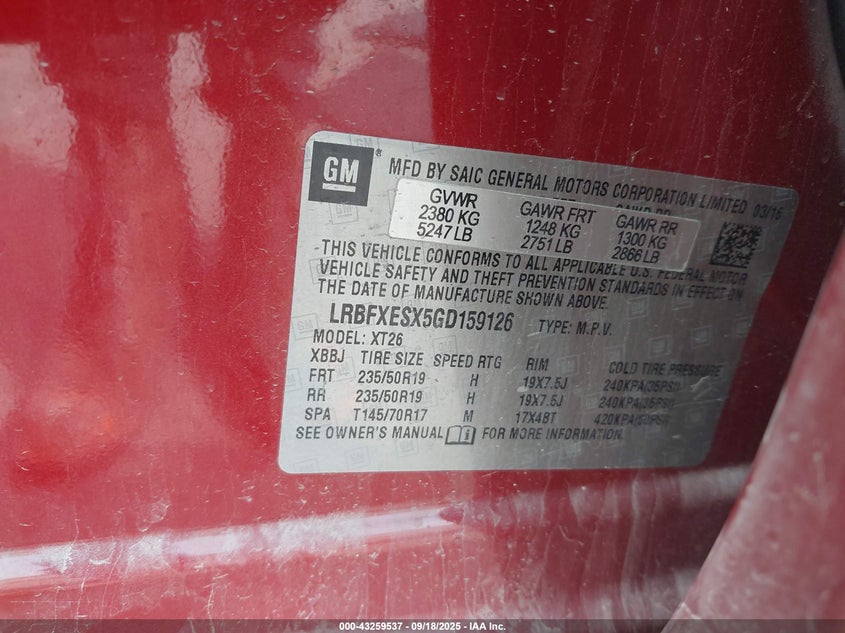 GM®
MFD BY SAIC GENERAL MOTORS CORPORATION LIMITED 03/16
GVWR GAWR FRT GAWR RR
2380 KG 1248 KG 1300 KG
5247 LB 2751 LB 2866 LB
THIS VEHICLE CONFORMS TO ALL APPLICABLE U.S. FEDERAL MOTOR
VEHICLE SAFETY AND THEFT PREVENTION STANDARDS IN EFFECT ON
THE DATE OF MANUFACTURE SHOWN ABOVE.
LRBFXESX5GD159126 TYPE: M.P.V.
MODEL: XT26
XBBJ TIRE SIZE SPEED RTG RIM COLD TIRE PRESSURE
FRT 235/50R19 H 19X7.5J 240KPA(35PSI)
RR 235/50R19 H 19X7.5J 240KPA(35PSI)
SPA T145/70R17 M 17X4BT 420KPA(60PSI)
SEE OWNER'S MANUAL FOR MORE INFORMATION.
000-43259537 - 09/18/2025 - IAA Inc.